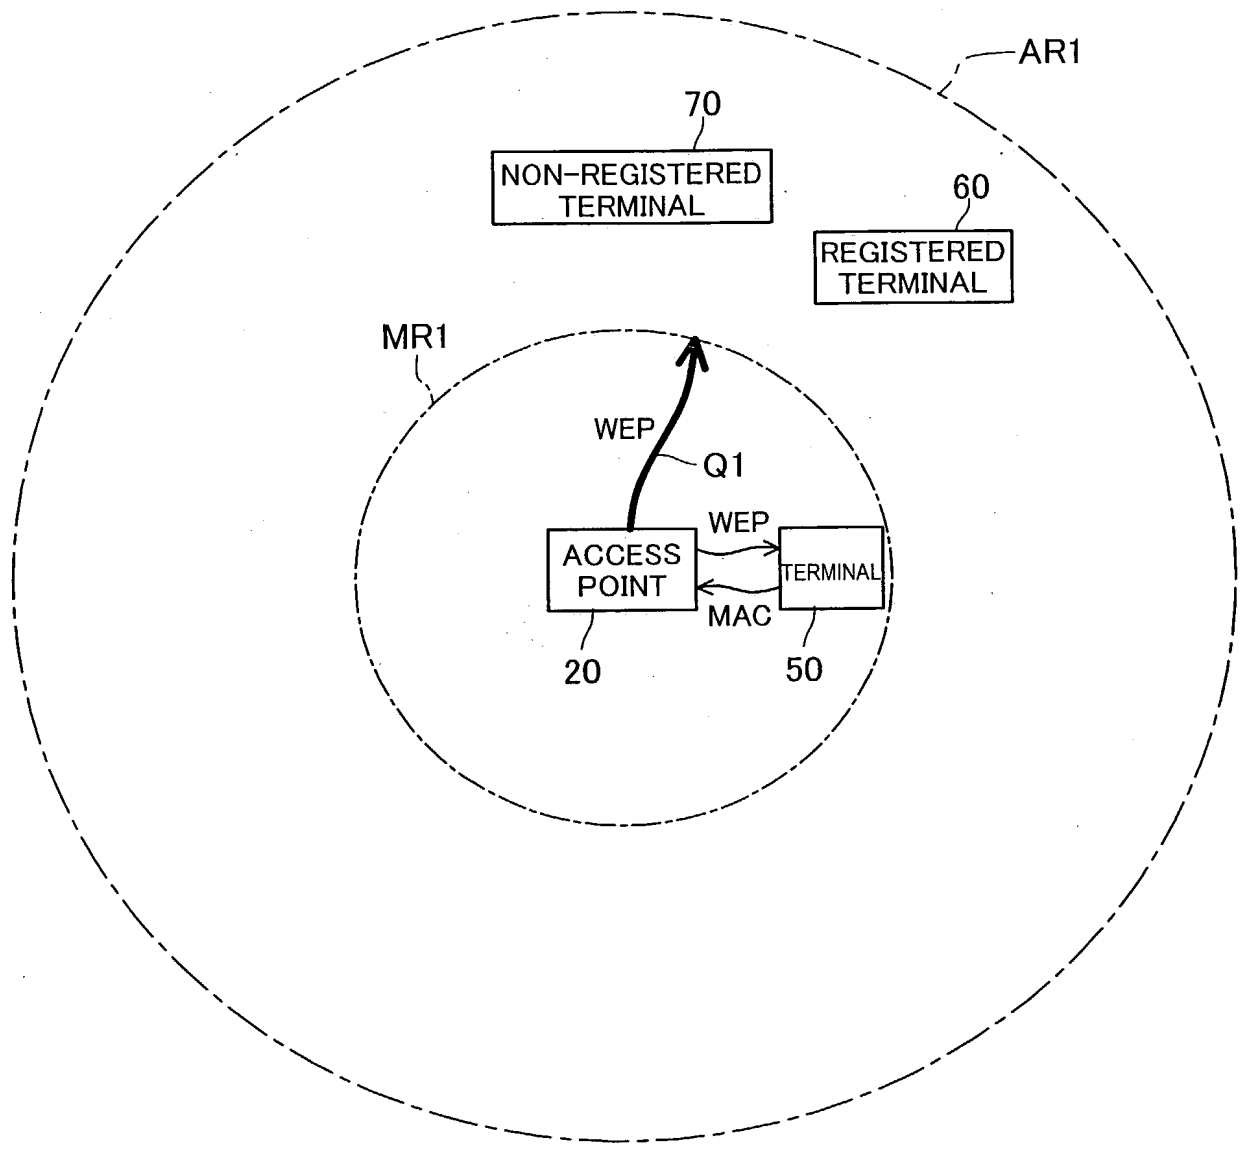 AR1
70
NON-REGISTERED
TERMINAL
60
REGISTERED
TERMINAL
MR1
WEP
Q1
WEP
ACCESS
POINT
TERMINAL
MAC
20
50